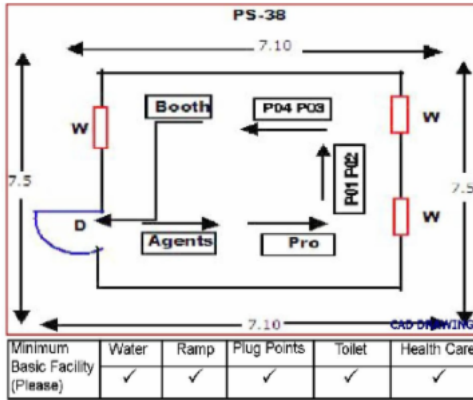 PS-38
7.10
Booth
P04 P03
W
W
7.5
P01 P02
7.5
W
D
Agents
Pro
7.10
CAD DRAWING
Minimum Basic Facility (Please)
Water
Ramp
Plug Points
Toilet
Health Care
✓ ✓ ✓ ✓ ✓